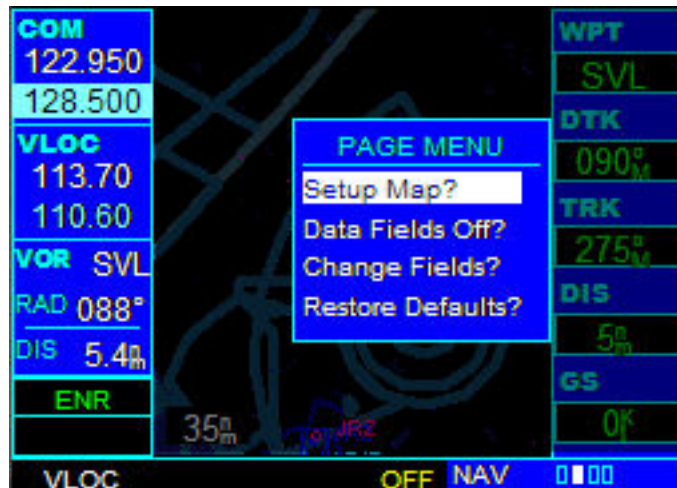 COM
122.950
128.500
VLOC
113.70
110.60
VOR SVL
RAD 088°
DIS 5.4nm
ENR
35nm
JRZ
PAGE MENU
Setup Map?
Data Fields Off?
Change Fields?
Restore Defaults?
WPT
SVL
DTK
090°M
TRK
275°M
DIS
5nm
GS
0K
VLOC OFF NAV